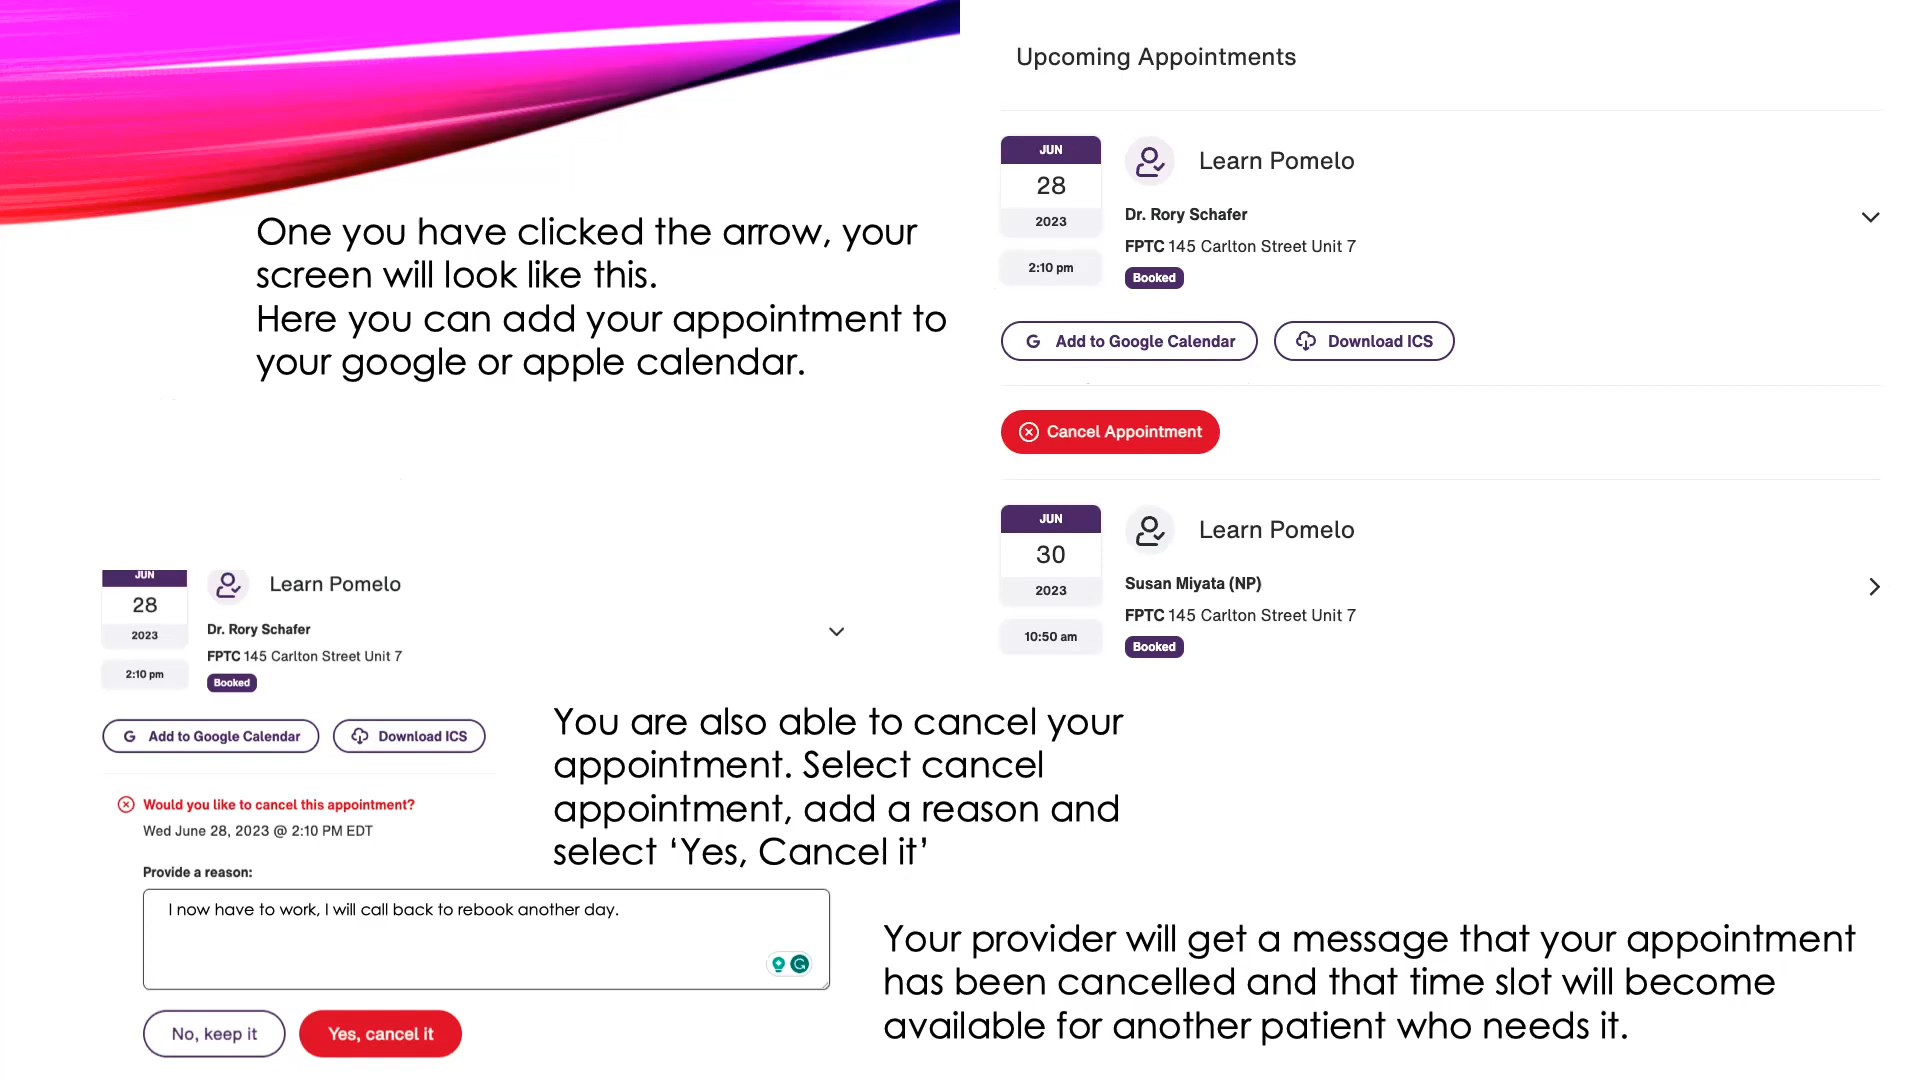 One you have clicked the arrow, your
screen will look like this.
Here you can add your appointment to
your google or apple calendar.
Upcoming Appointments
JUN
28
2023
2:10 pm
Learn Pomelo
Dr. Rory Schafer
FPTC 145 Carlton Street Unit 7
Booked
G Add to Google Calendar
Download ICS
Cancel Appointment
JUN
30
2023
10:50 am
Learn Pomelo
Susan Miyata (NP)
FPTC 145 Carlton Street Unit 7
Booked
JUN
28
2023
2:10 pm
Learn Pomelo
Dr. Rory Schafer
FPTC 145 Carlton Street Unit 7
Booked
G Add to Google Calendar
Download ICS
Would you like to cancel this appointment?
Wed June 28, 2023 @ 2:10 PM EDT
Provide a reason:
I now have to work, I will call back to rebook another day.
No, keep it
Yes, cancel it
You are also able to cancel your
appointment. Select cancel
appointment, add a reason and
select ‘Yes, Cancel it’
Your provider will get a message that your appointment
has been cancelled and that time slot will become
available for another patient who needs it.